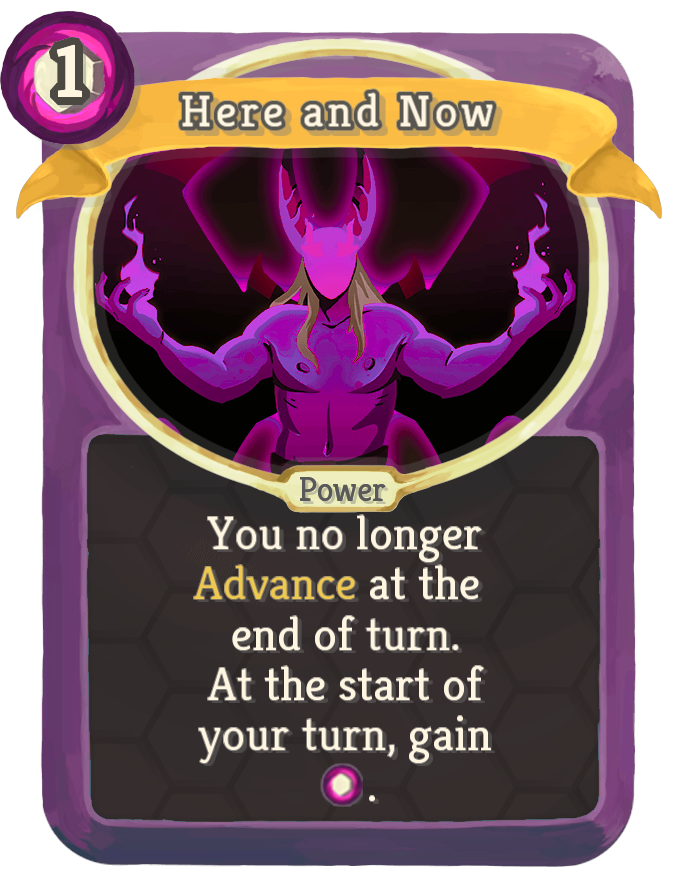 1
Here and Now
Power
You no longer
Advance at the
end of turn.
At the start of
your turn, gain
.